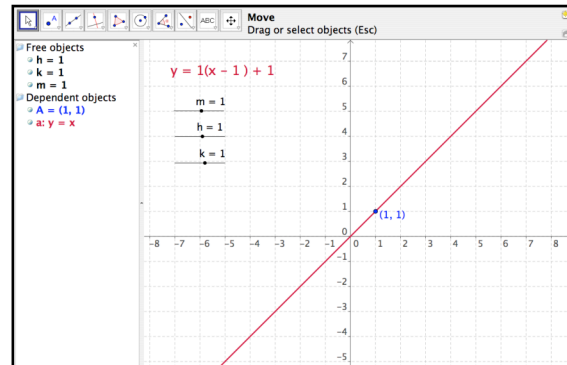 ABC
Move
Drag or select objects (Esc)
Free objects
h = 1
k = 1
m = 1
Dependent objects
A = (1, 1)
a: y = x
y = 1(x – 1 ) + 1
m = 1
h = 1
k = 1
(1, 1)
7
6
5
4
3
2
1
0
−8 −7 −6 −5 −4 −3 −2 −1 0 1 2 3 4 5 6 7 8
−1
−2
−3
−4
−5